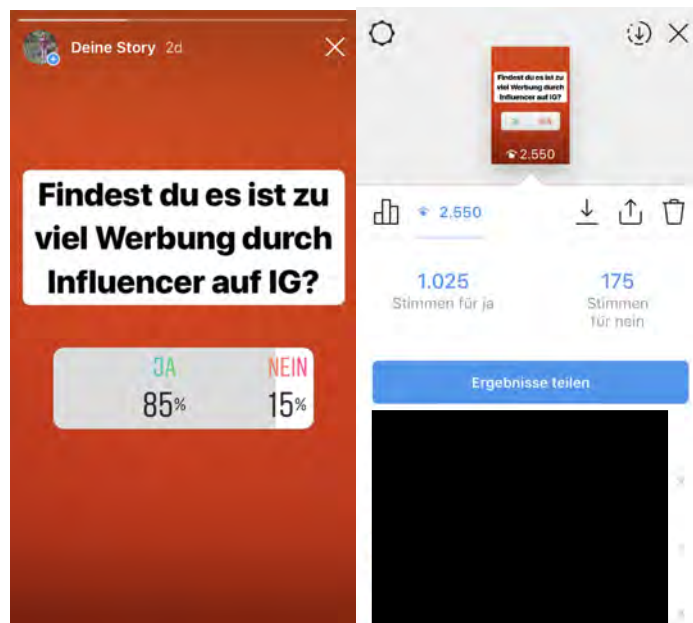 Deine Story 2d
Findest du es ist zu
viel Werbung durch
Influencer auf IG?
JA NEIN
85% 15%
Findest du es ist zu
viel Werbung durch
Influencer auf IG?
JA NEIN
2.550
2.550
1.025 175
Stimmen für ja Stimmen
für nein
Ergebnisse teilen